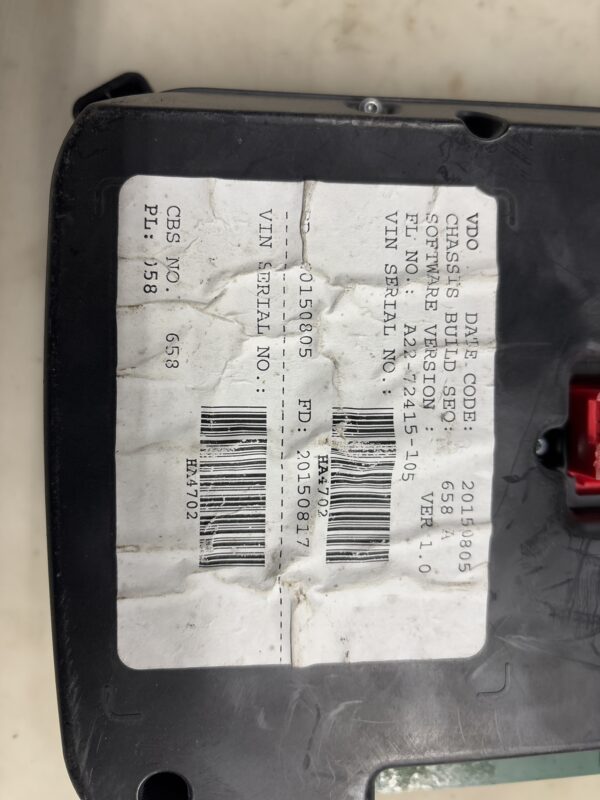 VDO DATE CODE: 20150805
CHASSIS BUILD SEQ: 658 A
SOFTWARE VERSION : VER 1.0
FL NO.: A22-72415-105
VIN SERIAL NO.:
HA4702
20150805 FD: 20150817
VIN SERIAL NO.:
HA4702
CBS NO. 658
PL: 058